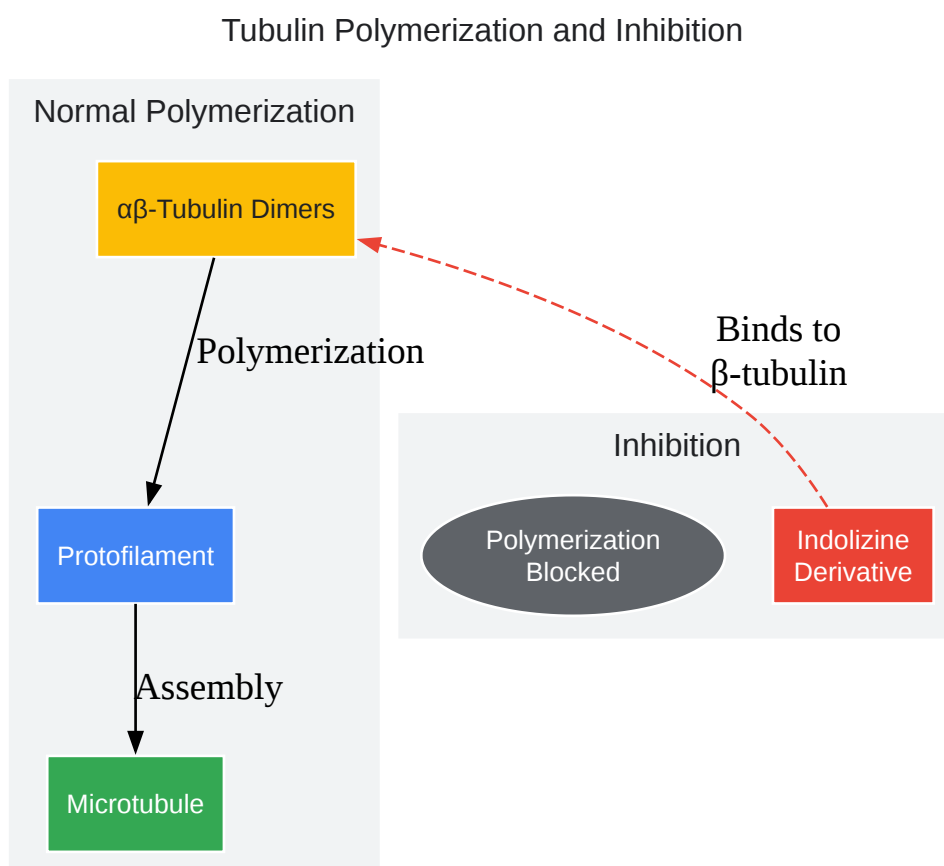 Tubulin Polymerization and Inhibition
Normal Polymerization
αβ-Tubulin Dimers
Polymerization
Protofilament
Assembly
Microtubule
Binds to
β-tubulin
Inhibition
Polymerization
Blocked
Indolizine
Derivative